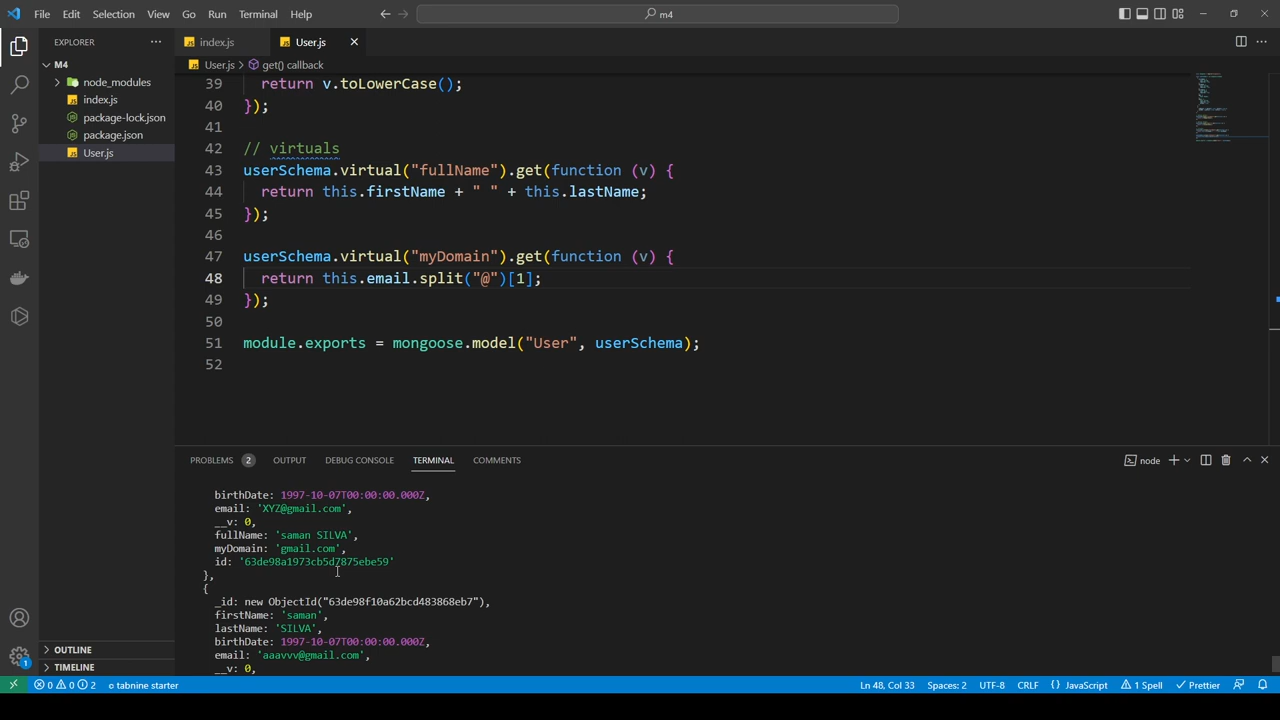 File Edit Selection View Go Run Terminal Help m4
EXPLORER ··· index.js User.js
M4 User.js > get() callback
node_modules
index.js
package-lock.json
package.json
User.js
39 return v.toLowerCase();
40 });
41
42 // virtuals
43 userSchema.virtual("fullName").get(function (v) {
44 return this.firstName + " " + this.lastName;
45 });
46
47 userSchema.virtual("myDomain").get(function (v) {
48 return this.email.split("@")[1];
49 });
50
51 module.exports = mongoose.model("User", userSchema);
52
PROBLEMS 2 OUTPUT DEBUG CONSOLE TERMINAL COMMENTS node
birthDate: 1997-10-07T00:00:00.000Z,
email: 'XYZ@gmail.com',
__v: 0,
fullName: 'saman SILVA',
myDomain: 'gmail.com',
id: '63de98a1973cb5d7875ebe59'
},
{
_id: new ObjectId("63de98f10a62bcd483868eb7"),
firstName: 'saman',
lastName: 'SILVA',
birthDate: 1997-10-07T00:00:00.000Z,
email: 'aaavvv@gmail.com',
__v: 0,
OUTLINE
TIMELINE
1
0 0 2 tabnine starter Ln 48, Col 33 Spaces: 2 UTF-8 CRLF {} JavaScript 1 Spell Prettier